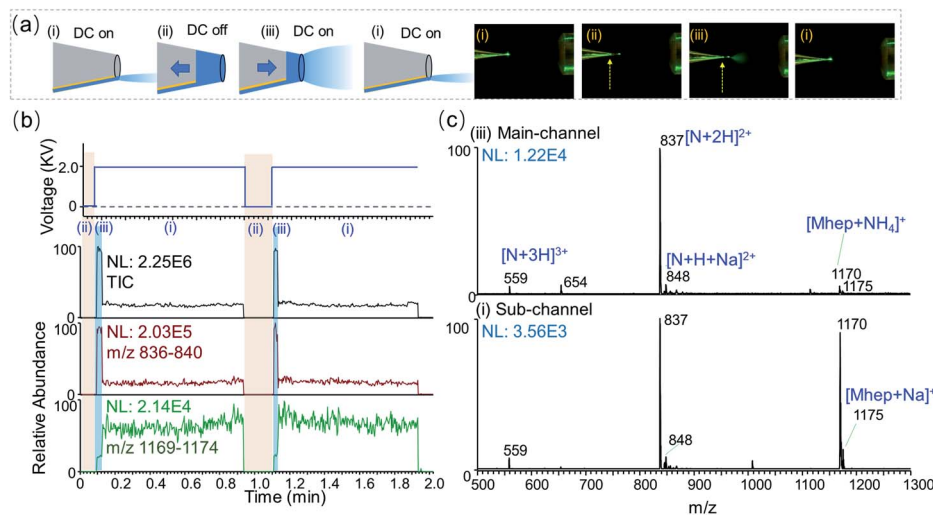 (a)
(i) DC on
(ii) DC off
(iii) DC on
(i) DC on
(i)
(ii)
(iii)
(i)
(b)
Voltage (KV)
2.0
0
(ii)
(iii)
(i)
(ii)
(iii)
(i)
Relative Abundance
100
NL: 2.25E6
TIC
0
100
NL: 2.03E5
m/z 836-840
0
100
NL: 2.14E4
m/z 1169-1174
0
0 0.2 0.4 0.6 0.8 1.0 1.2 1.4 1.6 1.8 2.0
Time (min)
(c)
(iii) Main-channel
NL: 1.22E4
100
0
837
[N+2H]2+
[N+3H]3+
559
654
[N+H+Na]2+
848
[Mhep+NH4]+
1170
1175
(i) Sub-channel
NL: 3.56E3
100
0
837
1170
[Mhep+Na]+
1175
559
848
500 600 700 800 900 1000 1100 1200 1300
m/z